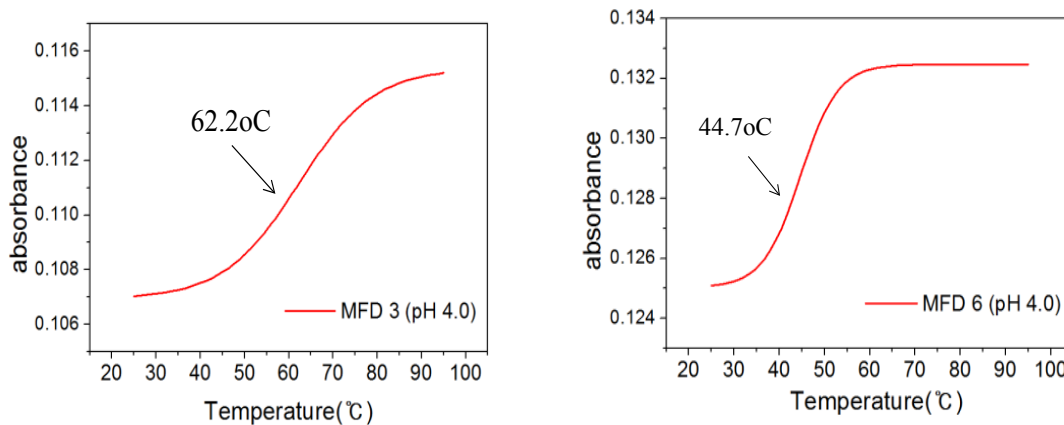 0.116
0.114
0.112
0.110
0.108
0.106
absorbance
62.2oC
MFD 3 (pH 4.0)
20 30 40 50 60 70 80 90 100
Temperature(℃)
0.134
0.132
0.130
0.128
0.126
0.124
absorbance
44.7oC
MFD 6 (pH 4.0)
20 30 40 50 60 70 80 90 100
Temperature(℃)